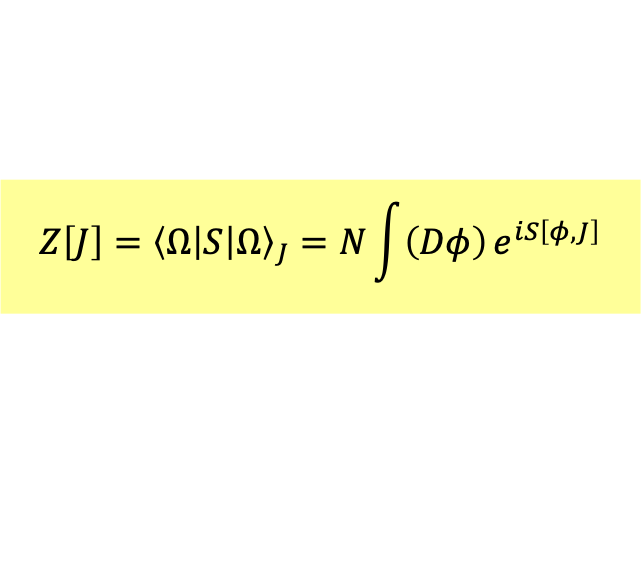 Z[J] = ⟨Ω|S|Ω⟩_J = N ∫(Dϕ) e^{iS[ϕ,J]}